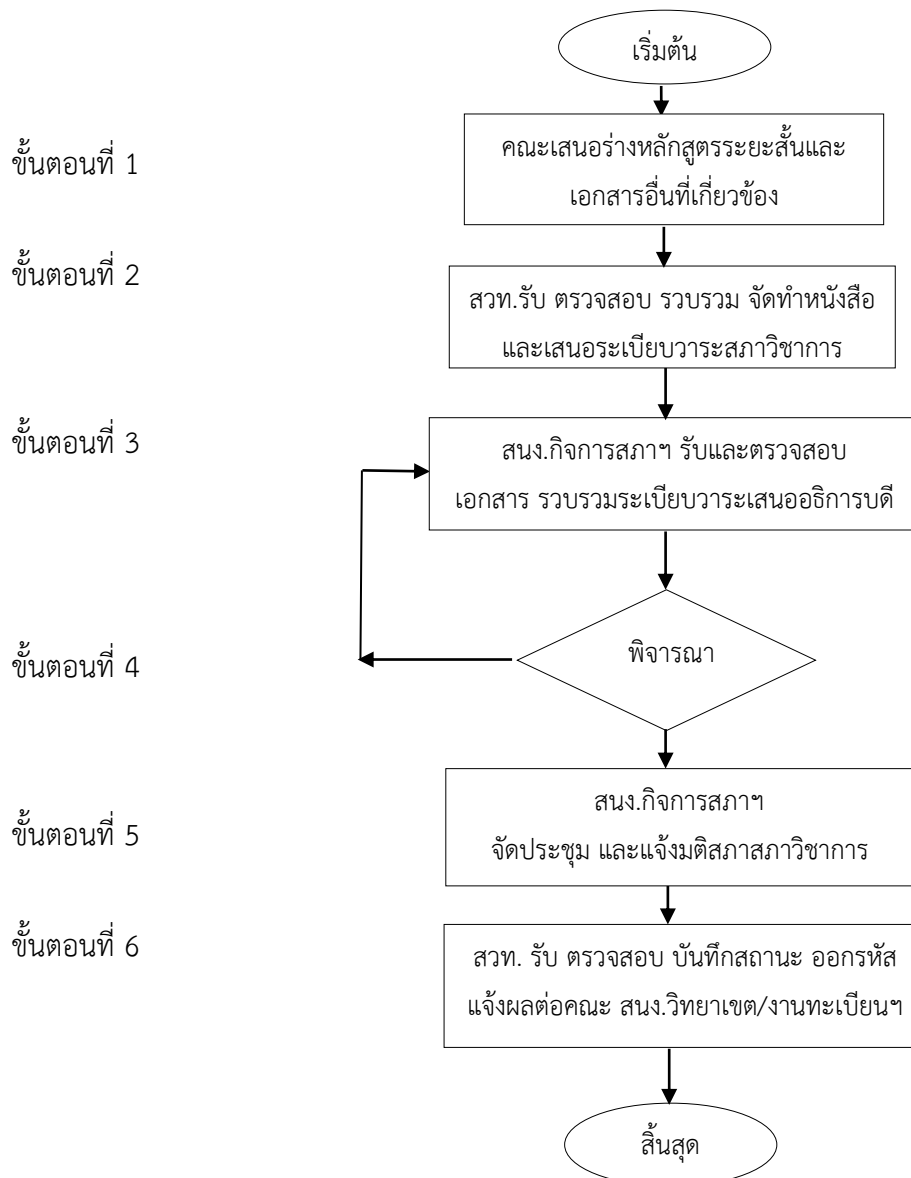 เริ่มต้น
ขั้นตอนที่ 1
คณะเสนอร่างหลักสูตรระยะสั้นและ
เอกสารอื่นที่เกี่ยวข้อง
ขั้นตอนที่ 2
สวท.รับ ตรวจสอบ รวบรวม จัดทำหนังสือ
และเสนอระเบียบวาระสภาวิชาการ
ขั้นตอนที่ 3
สนง.กิจการสภาฯ รับและตรวจสอบ
เอกสาร รวบรวมระเบียบวาระเสนออธิการบดี
ขั้นตอนที่ 4
พิจารณา
ขั้นตอนที่ 5
สนง.กิจการสภาฯ
จัดประชุม และแจ้งมติสภาสภาวิชาการ
ขั้นตอนที่ 6
สวท. รับ ตรวจสอบ บันทึกสถานะ ออกรหัส
แจ้งผลต่อคณะ สนง.วิทยาเขต/งานทะเบียนฯ
สิ้นสุด